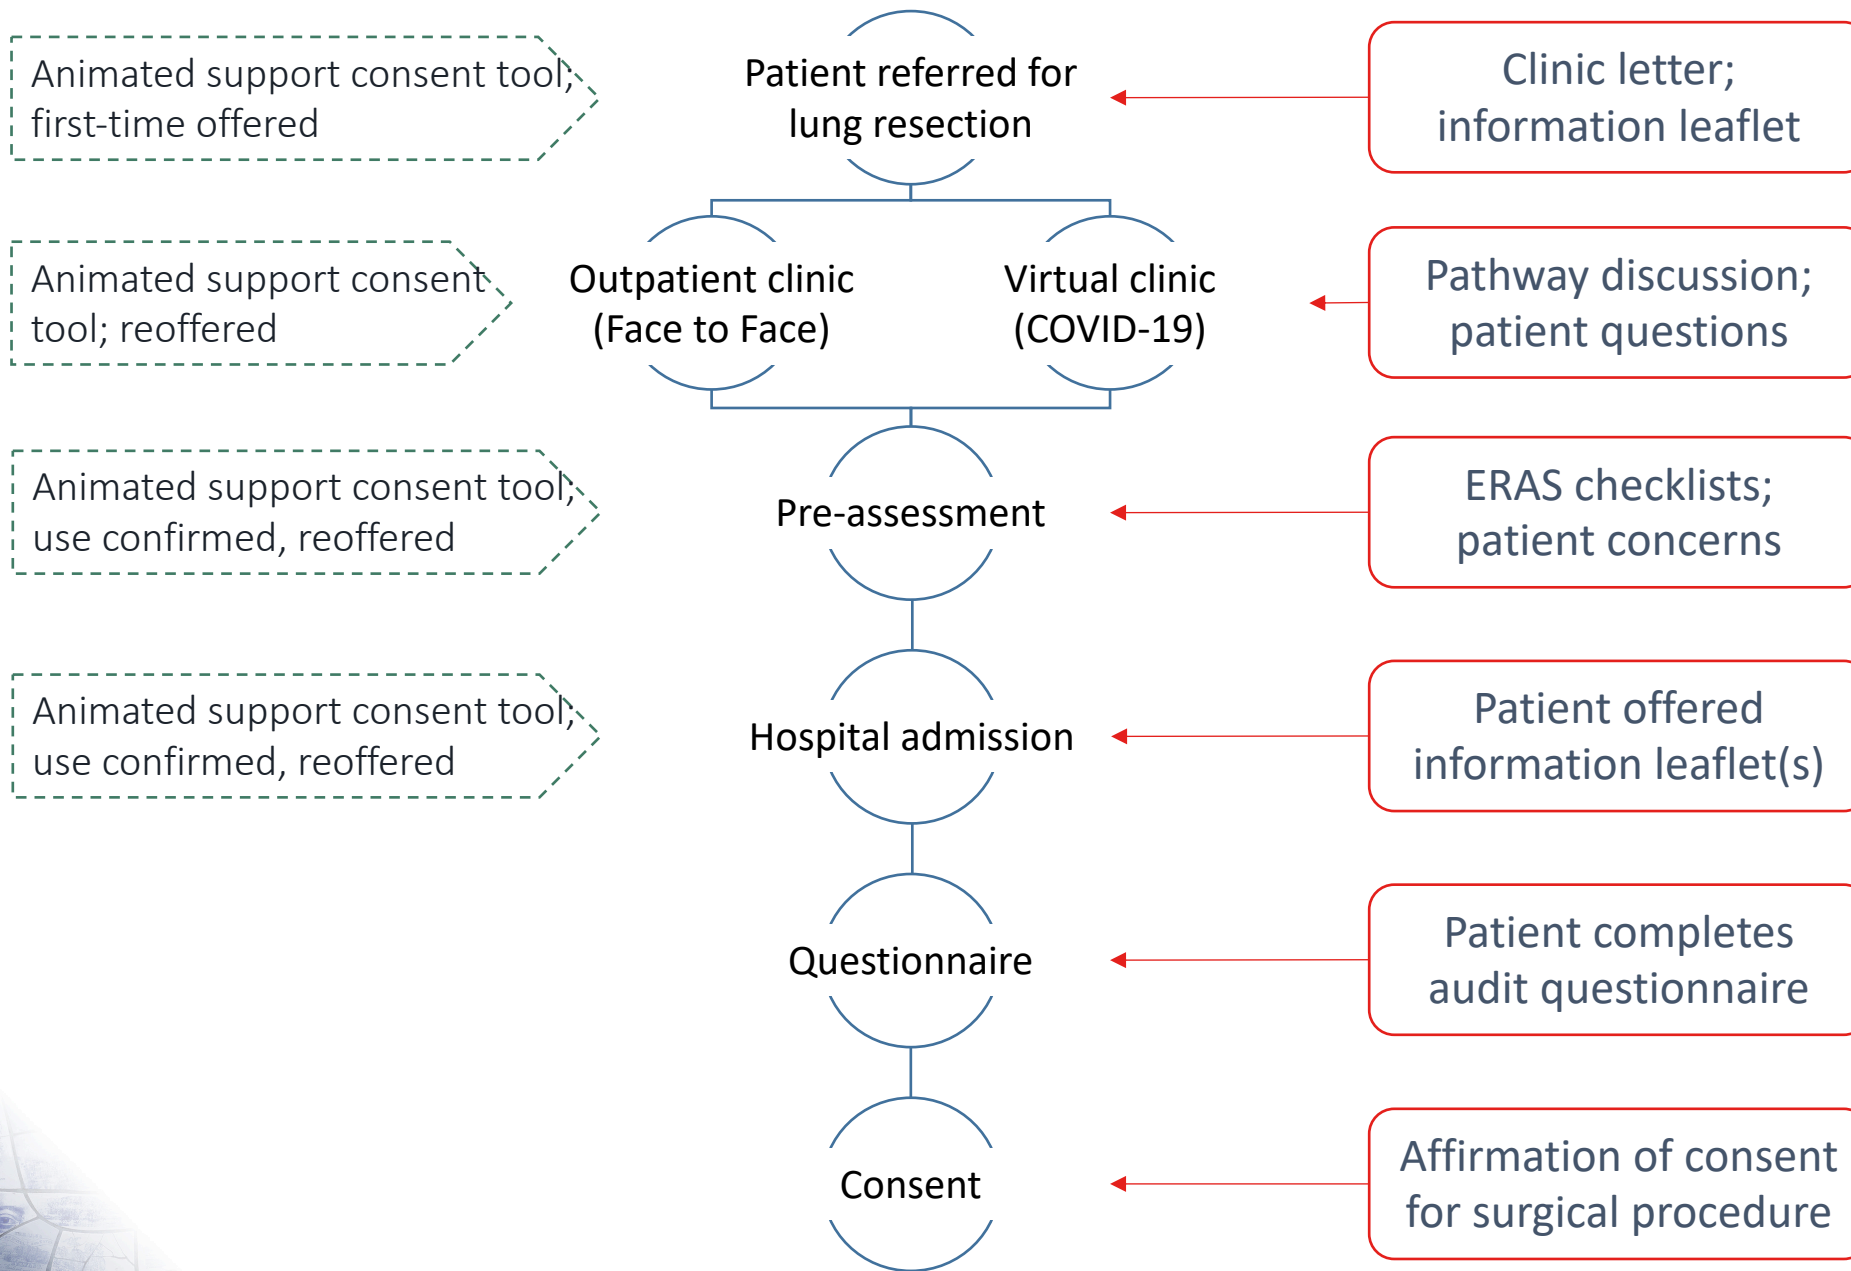 Animated support consent tool;
first-time offered
Patient referred for
lung resection
Clinic letter;
information leaflet
Animated support consent
tool; reoffered
Outpatient clinic
(Face to Face)
Virtual clinic
(COVID-19)
Pathway discussion;
patient questions
Animated support consent tool;
use confirmed, reoffered
Pre-assessment
ERAS checklists;
patient concerns
Animated support consent tool;
use confirmed, reoffered
Hospital admission
Patient offered
information leaflet(s)
Questionnaire
Patient completes
audit questionnaire
Consent
Affirmation of consent
for surgical procedure